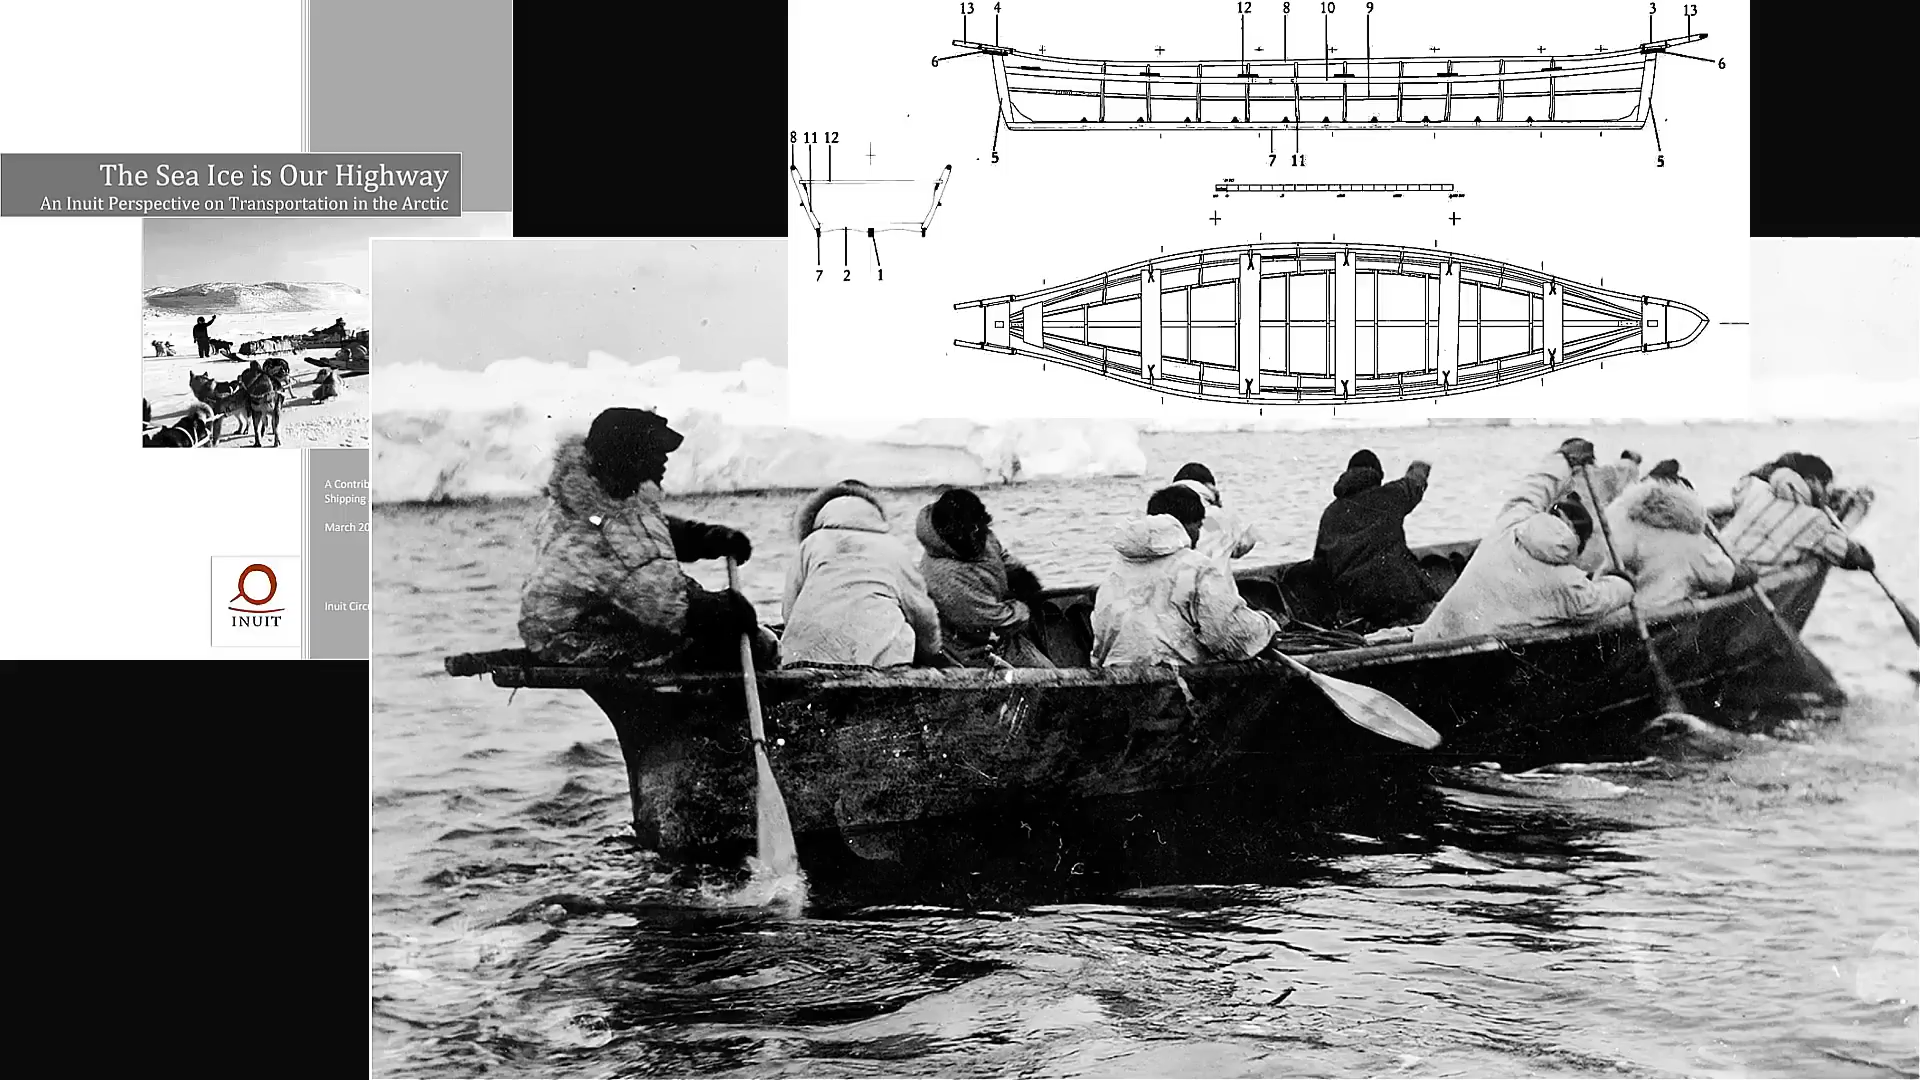 The Sea Ice is Our Highway
An Inuit Perspective on Transportation in the Arctic
A Contrib
Shipping
March 20
INUIT
Inuit Circu
13 4 12 8 10 9 3 13
6 6
5 7 11 5
8 11 12
7 2 1